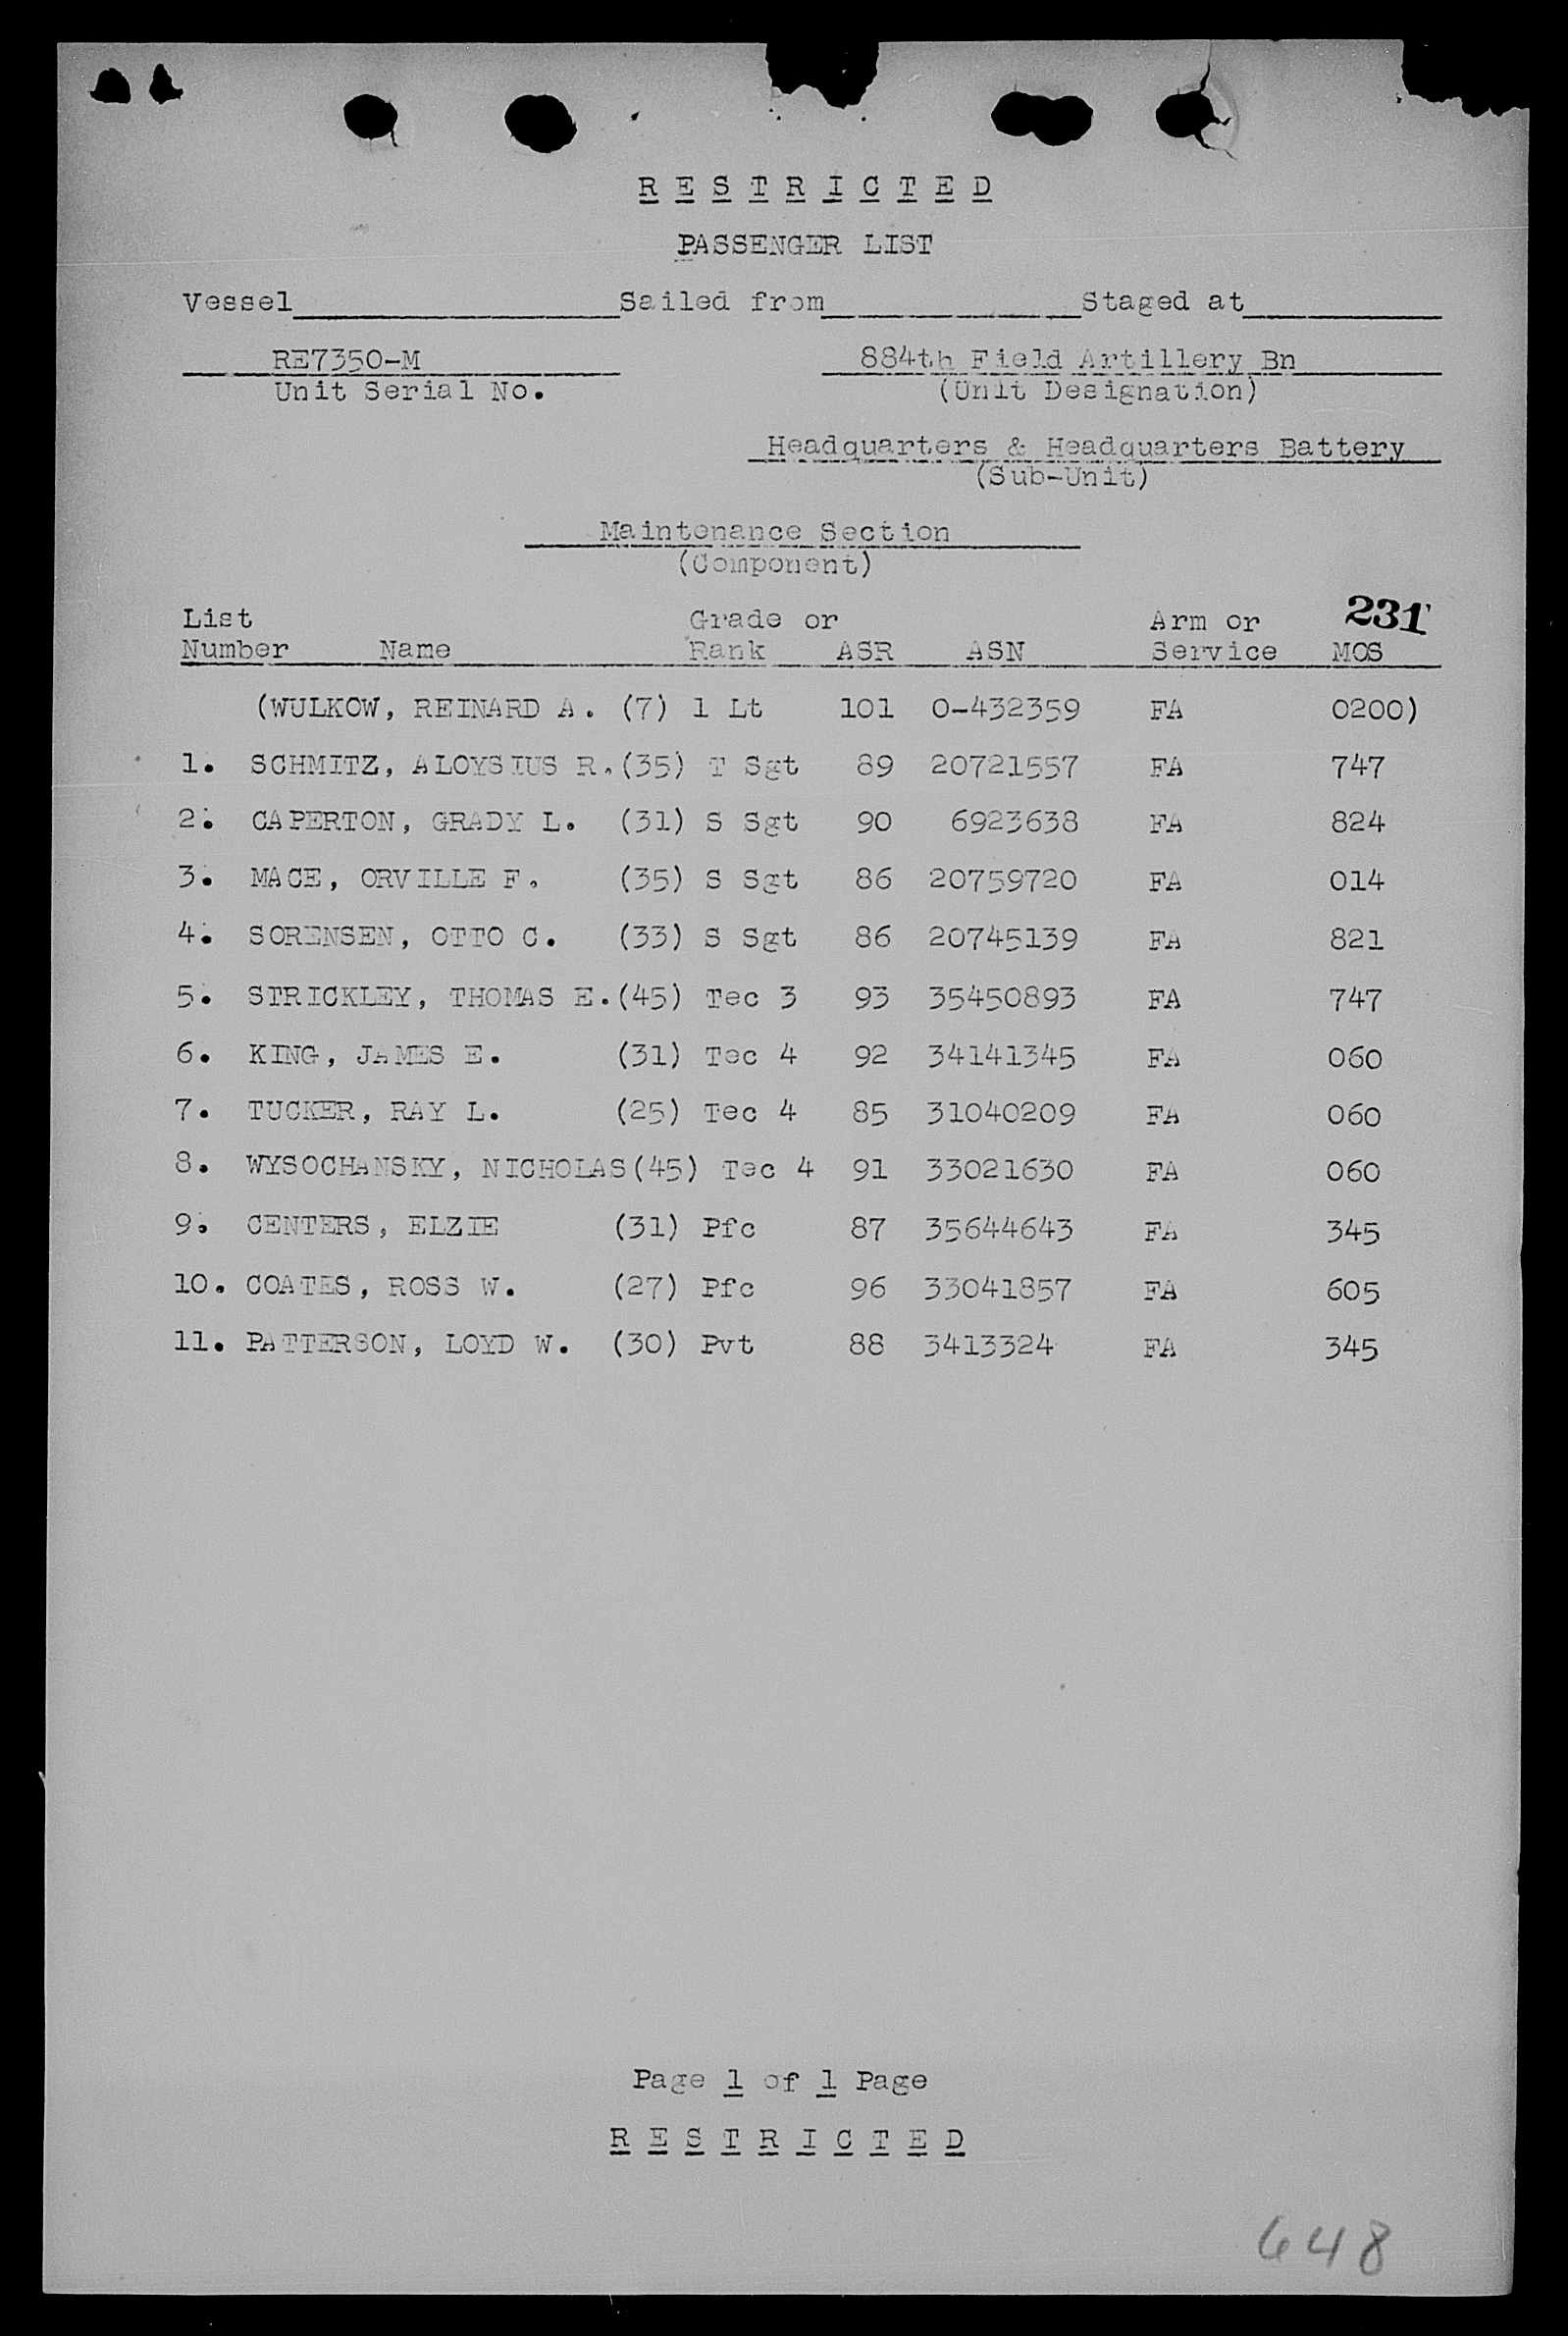 RESTRICTED
PASSENGER LIST
Vessel Sailed from Staged at
RE7350-M 884th Field Artillery Bn
Unit Serial No. (Unit Designation)
Headquarters & Headquarters Battery
(Sub-Unit)
Maintenance Section
(Component)
List Grade or Arm or 231
Number Name Rank ASR ASN Service MOS
(WULKOW, REINARD A. (7) 1 Lt 101 0-432359 FA 0200)
1. SCHMITZ, ALOYSIUS R. (35) T Sgt 89 20721557 FA 747
2. CAPERTON, GRADY L. (31) S Sgt 90 6923638 FA 824
3. MACE, ORVILLE F. (35) S Sgt 86 20759720 FA 014
4. SORENSEN, OTTO C. (33) S Sgt 86 20745139 FA 821
5. STRICKLEY, THOMAS E. (45) Tec 3 93 35450893 FA 747
6. KING, JAMES E. (31) Tec 4 92 34141345 FA 060
7. TUCKER, RAY L. (25) Tec 4 85 31040209 FA 060
8. WYSOCHANSKY, NICHOLAS (45) Tec 4 91 33021630 FA 060
9. CENTERS, ELZIE (31) Pfc 87 35644643 FA 345
10. COATES, ROSS W. (27) Pfc 96 33041857 FA 605
11. PATTERSON, LOYD W. (30) Pvt 88 3413324 FA 345
Page 1 of 1 Page
RESTRICTED
648